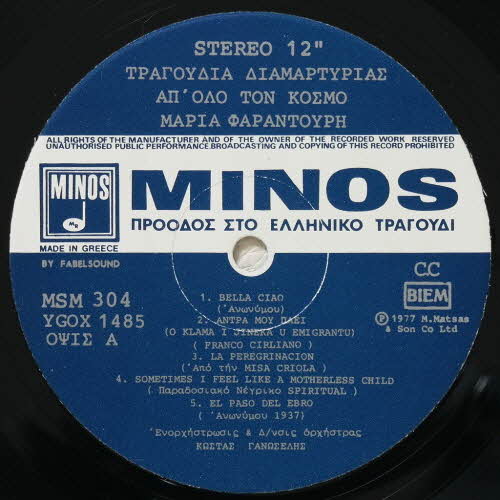 STEREO 12"
ΤΡΑΓΟΥΔΙΑ ΔΙΑΜΑΡΤΥΡΙΑΣ
ΑΠ'ΟΛΟ ΤΟΝ ΚΟΣΜΟ
ΜΑΡΙΑ ΦΑΡΑΝΤΟΥΡΗ
ALL RIGHTS OF THE MANUFACTURER AND OF THE OWNER OF THE RECORDED WORK RESERVED
UNAUTHORISED PUBLIC PERFORMANCE.BROADCASTING AND COPYING OF THIS RECORD PROHIBITED
MINOS
MR
MADE IN GREECE
MINOS
ΠΡΟΟΔΟΣ ΣΤΟ ΕΛΛΗΝΙΚΟ ΤΡΑΓΟΥΔΙ
BY FABELSOUND
MSM 304
YGOX 1485
ΟΨΙΣ Α
C.C
BIEM
Ⓟ 1977 M.Matsas
& Son Co Ltd
1. BELLA CIAO
('Ανωνύμου)
2. ΑΝΤΡΑ ΜΟΥ ΠΑΕΙ
(O KLAMA I JINEKA U EMIGRANTU)
( FRANCO CIRLIANO )
3. LA PEREGRINACION
('Από τήν MISA CRIOLA )
4. SOMETIMES I FEEL LIKE A MOTHERLESS CHILD
( Παραδοσιακό Νέγρικο SPIRITUAL )
5. EL PASO DEL EBRO
( 'Ανωνύμου 1937)
'Ενορχήστρωσις & Δ/νσις ὀρχήστρας
ΚΩΣΤΑΣ ΓΑΝΩΣΕΛΗΣ